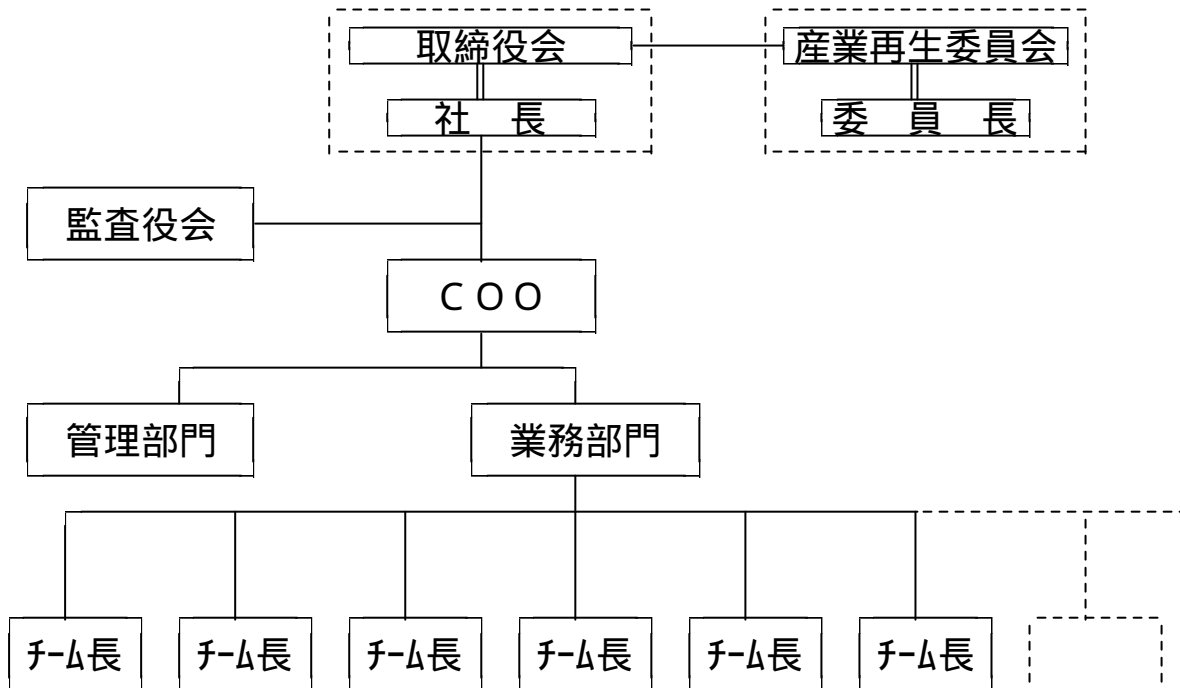 取締役会
産業再生委員会
社　長
委　員　長
監査役会
ＣＯＯ
管理部門
業務部門
ﾁｰﾑ長
ﾁｰﾑ長
ﾁｰﾑ長
ﾁｰﾑ長
ﾁｰﾑ長
ﾁｰﾑ長